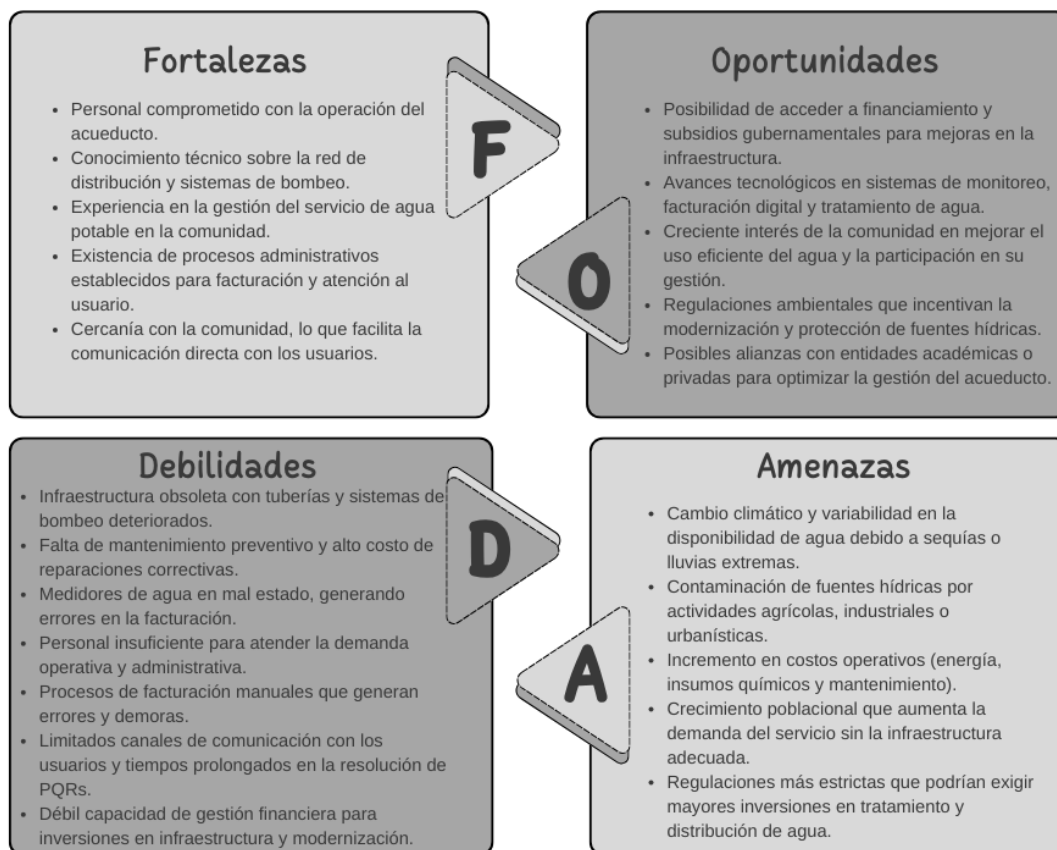 Fortalezas
• Personal comprometido con la operación del
acueducto.
• Conocimiento técnico sobre la red de
distribución y sistemas de bombeo.
• Experiencia en la gestión del servicio de agua
potable en la comunidad.
• Existencia de procesos administrativos
establecidos para facturación y atención al
usuario.
• Cercanía con la comunidad, lo que facilita la
comunicación directa con los usuarios.
F
Oportunidades
• Posibilidad de acceder a financiamiento y
subsidios gubernamentales para mejoras en la
infraestructura.
• Avances tecnológicos en sistemas de monitoreo,
facturación digital y tratamiento de agua.
• Creciente interés de la comunidad en mejorar el
uso eficiente del agua y la participación en su
gestión.
• Regulaciones ambientales que incentivan la
modernización y protección de fuentes hídricas.
• Posibles alianzas con entidades académicas o
privadas para optimizar la gestión del acueducto.
O
Debilidades
• Infraestructura obsoleta con tuberías y sistemas de
bombeo deteriorados.
• Falta de mantenimiento preventivo y alto costo de
reparaciones correctivas.
• Medidores de agua en mal estado, generando
errores en la facturación.
• Personal insuficiente para atender la demanda
operativa y administrativa.
• Procesos de facturación manuales que generan
errores y demoras.
• Limitados canales de comunicación con los
usuarios y tiempos prolongados en la resolución de
PQRs.
• Débil capacidad de gestión financiera para
inversiones en infraestructura y modernización.
D
Amenazas
• Cambio climático y variabilidad en la
disponibilidad de agua debido a sequías o
lluvias extremas.
• Contaminación de fuentes hídricas por
actividades agrícolas, industriales o
urbanísticas.
• Incremento en costos operativos (energía,
insumos químicos y mantenimiento).
• Crecimiento poblacional que aumenta la
demanda del servicio sin la infraestructura
adecuada.
• Regulaciones más estrictas que podrían exigir
mayores inversiones en tratamiento y
distribución de agua.
A